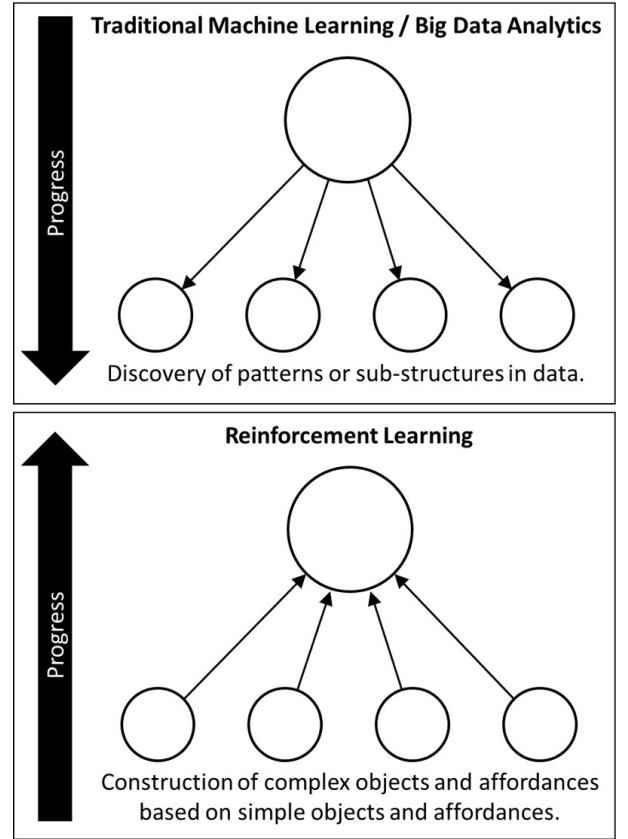 Traditional Machine Learning / Big Data Analytics
Progress
Discovery of patterns or sub-structures in data.
Reinforcement Learning
Progress
Construction of complex objects and affordances
based on simple objects and affordances.